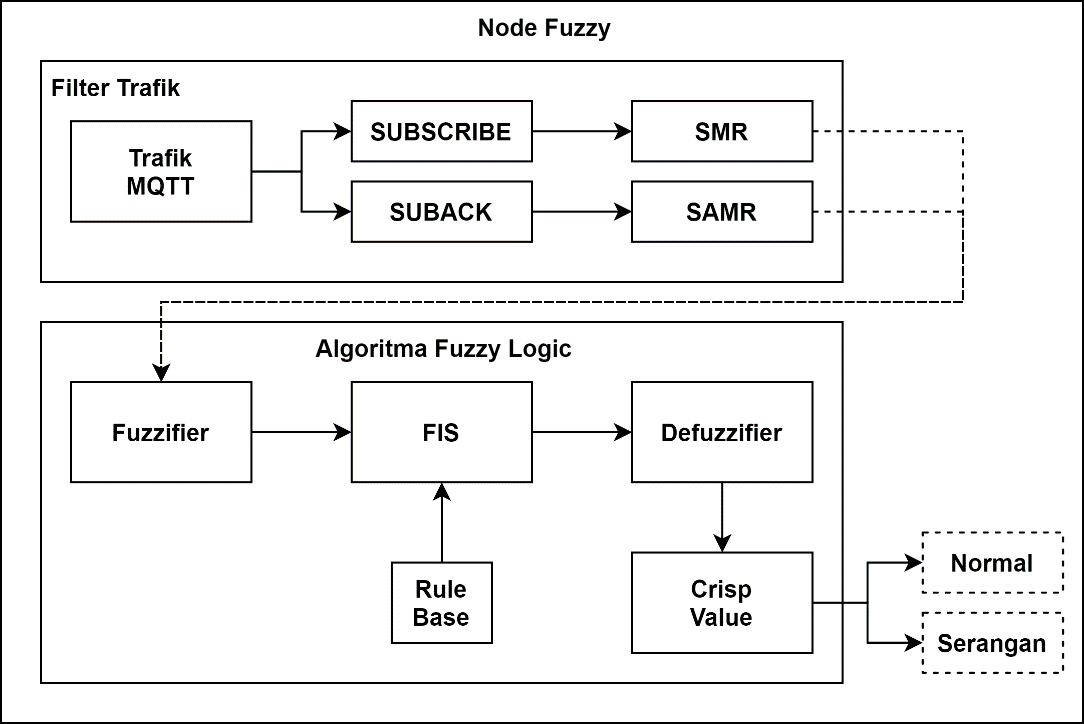 Node Fuzzy
Filter Trafik
Trafik
MQTT
SUBSCRIBE
SMR
SUBACK
SAMR
Algoritma Fuzzy Logic
Fuzzifier
FIS
Defuzzifier
Rule
Base
Crisp
Value
Normal
Serangan